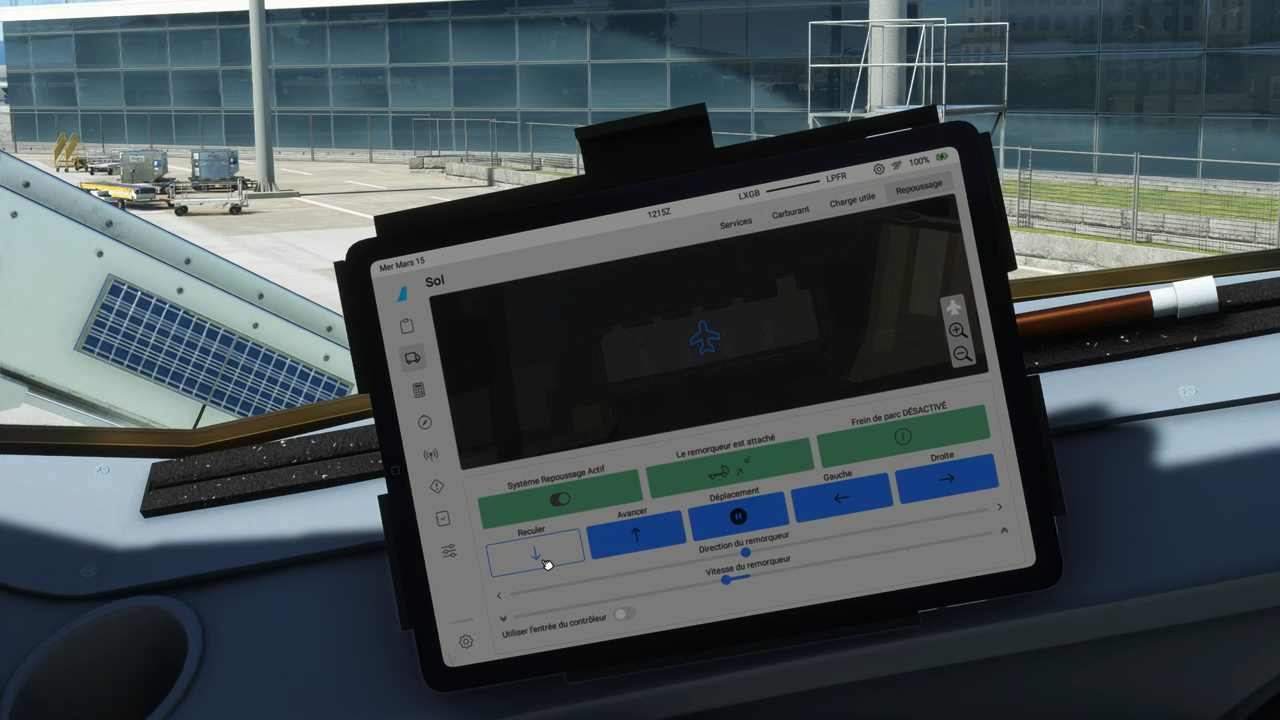 Mer Mars 15
1215Z
LXGB
LPFR
100%
Sol
Services
Carburant
Charge utile
Repoussage
Système Repoussage Actif
Le remorqueur est attaché
Frein de parc DÉSACTIVÉ
Reculer
Avancer
Déplacement
Gauche
Droite
Direction du remorqueur
Vitesse du remorqueur
Utiliser l'entrée du contrôleur